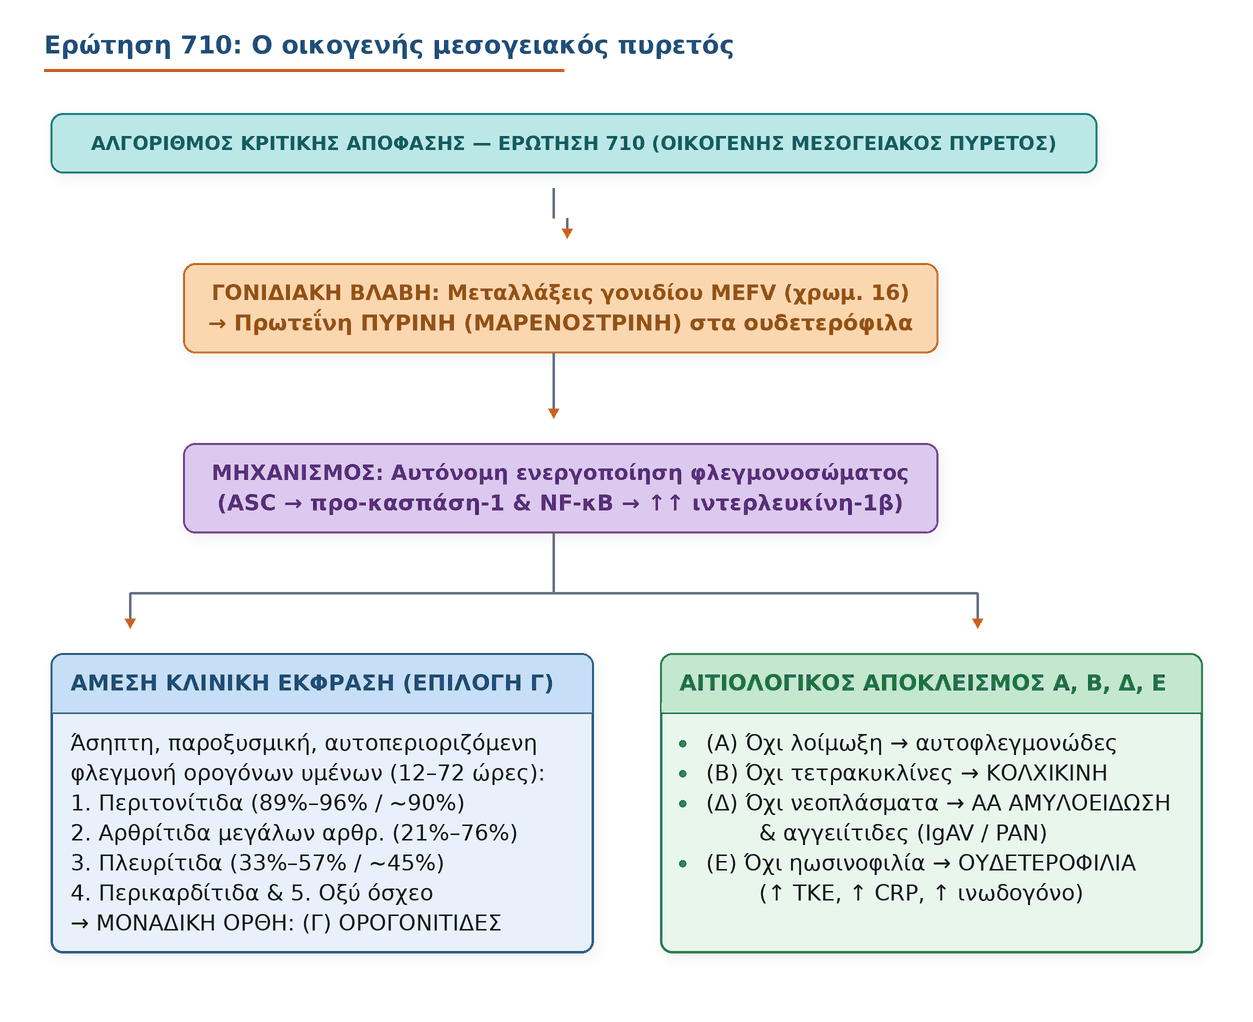 Ερώτηση 710: Ο οικογενής μεσογειακός πυρετός
ΑΛΓΟΡΙΘΜΟΣ ΚΡΙΤΙΚΗΣ ΑΠΟΦΑΣΗΣ — ΕΡΩΤΗΣΗ 710 (ΟΙΚΟΓΕΝΗΣ ΜΕΣΟΓΕΙΑΚΟΣ ΠΥΡΕΤΟΣ)
ΓΟΝΙΔΙΑΚΗ ΒΛΑΒΗ: Μεταλλάξεις γονιδίου MEFV (χρωμ. 16)
→ Πρωτεΐνη ΠΥΡΙΝΗ (ΜΑΡΕΝΟΣΤΡΙΝΗ) στα ουδετερόφιλα
ΜΗΧΑΝΙΣΜΟΣ: Αυτόνομη ενεργοποίηση φλεγμονοσώματος
(ASC → προ-κασπάση-1 & NF-κB → ↑↑ ιντερλευκίνη-1β)
ΑΜΕΣΗ ΚΛΙΝΙΚΗ ΕΚΦΡΑΣΗ (ΕΠΙΛΟΓΗ Γ)
Άσηπτη, παροξυσμική, αυτοπεριοριζόμενη
φλεγμονή ορογόνων υμένων (12–72 ώρες):
1. Περιτονίτιδα (89%–96% / ~90%)
2. Αρθρίτιδα μεγάλων αρθρ. (21%–76%)
3. Πλευρίτιδα (33%–57% / ~45%)
4. Περικαρδίτιδα & 5. Οξύ όσχεο
→ ΜΟΝΑΔΙΚΗ ΟΡΘΗ: (Γ) ΟΡΟΓΟΝΙΤΙΔΕΣ
ΑΙΤΙΟΛΟΓΙΚΟΣ ΑΠΟΚΛΕΙΣΜΟΣ Α, Β, Δ, Ε
• (Α) Όχι λοίμωξη → αυτοφλεγμονώδες
• (Β) Όχι τετρακυκλίνες → ΚΟΛΧΙΚΙΝΗ
• (Δ) Όχι νεοπλάσματα → ΑΑ ΑΜΥΛΟΕΙΔΩΣΗ
& αγγειίτιδες (IgAV / PAN)
• (Ε) Όχι ηωσινοφιλία → ΟΥΔΕΤΕΡΟΦΙΛΙΑ
(↑ ΤΚΕ, ↑ CRP, ↑ ινωδογόνο)